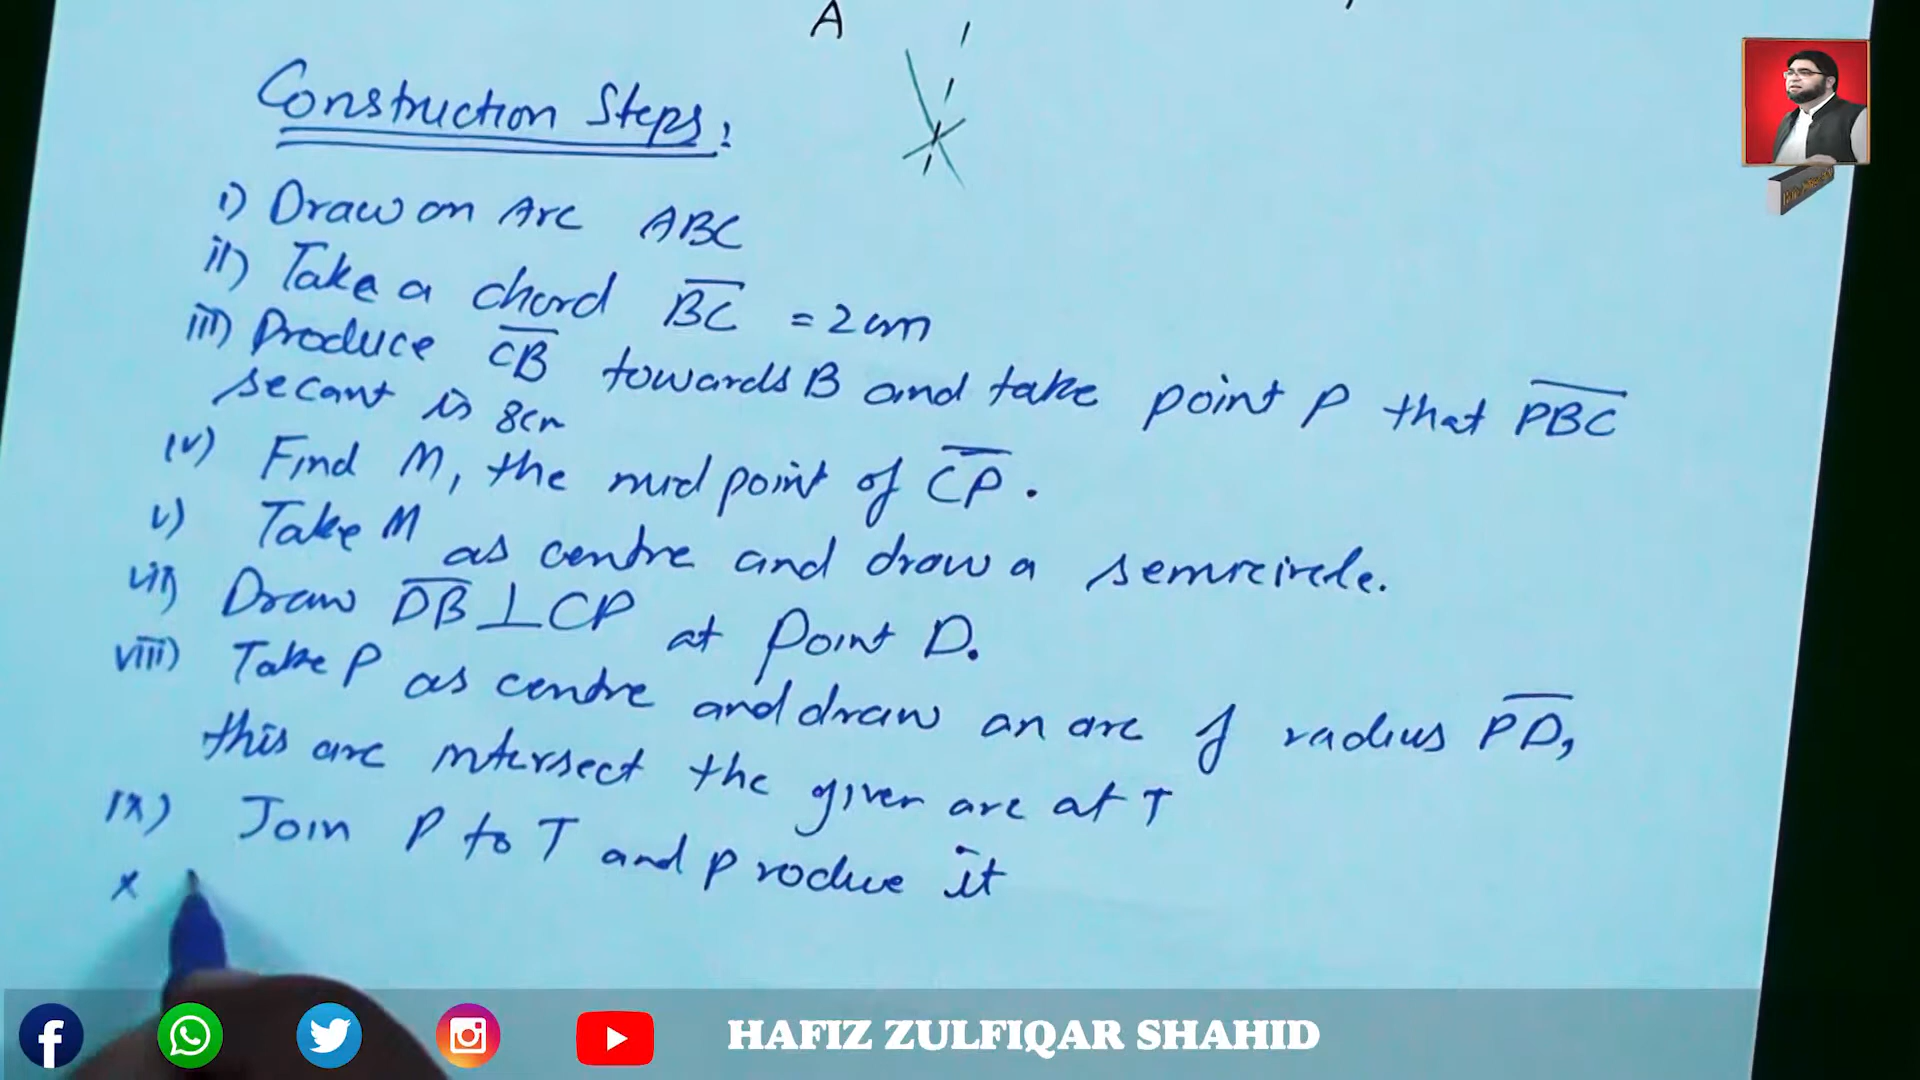 A
Construction Steps:
i) Draw an Arc ABC
ii) Take a chord BC = 2cm
iii) Produce CB towards B and take point P that PBC
secant is 8cm
iv) Find M, the mid point of CP.
v) Take M as centre and draw a semicircle.
vii) Draw DB ⊥ CP at Point D.
viii) Take P as centre and draw an arc of radius PD,
this arc intersect the given arc at T
ix) Join P to T and produce it
x
HAFIZ ZULFIQAR SHAHID